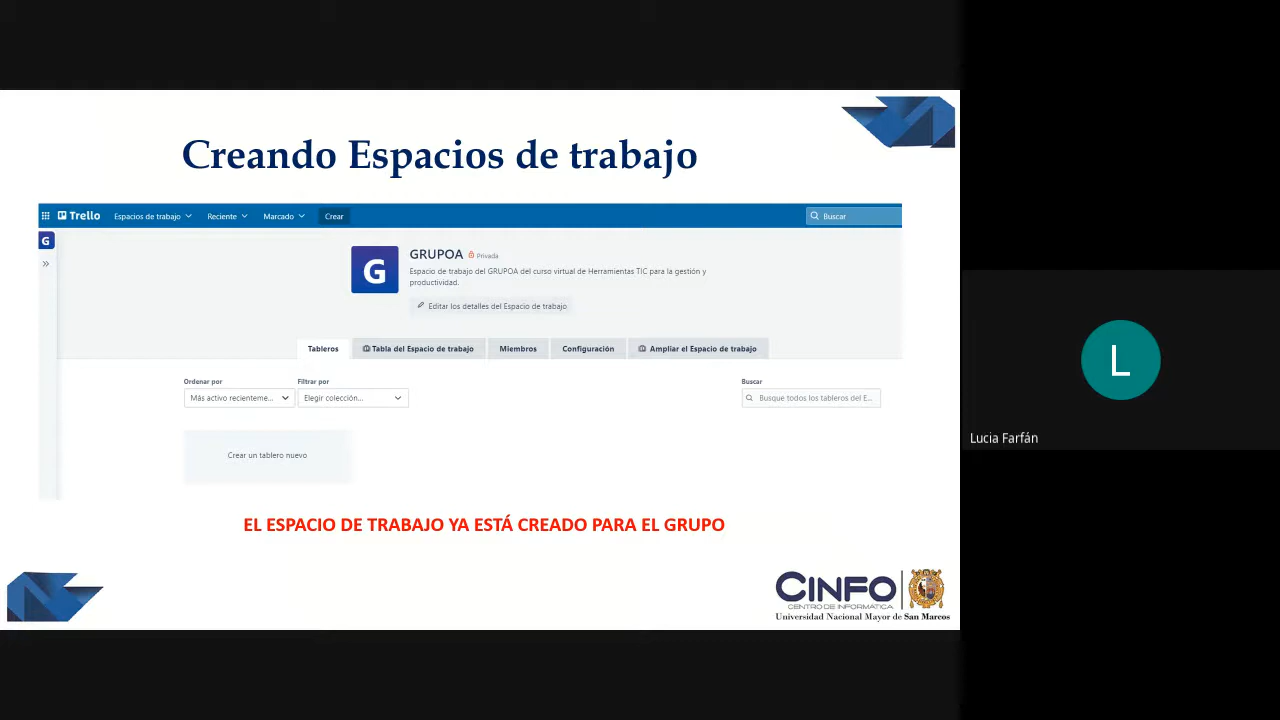 Creando Espacios de trabajo
Trello Espacios de trabajo Reciente Marcado Crear Buscar
G
G
GRUPOA Privada
Espacio de trabajo del GRUPOA del curso virtual de Herramientas TIC para la gestión y
productividad.
Editar los detalles del Espacio de trabajo
Tableros Tabla del Espacio de trabajo Miembros Configuración Ampliar el Espacio de trabajo
Ordenar por Filtrar por Buscar
Más activo recienteme... Elegir colección... Busque todos los tableros del E...
Crear un tablero nuevo
EL ESPACIO DE TRABAJO YA ESTÁ CREADO PARA EL GRUPO
CINFO
CENTRO DE INFORMATICA
Universidad Nacional Mayor de San Marcos
L
Lucia Farfán